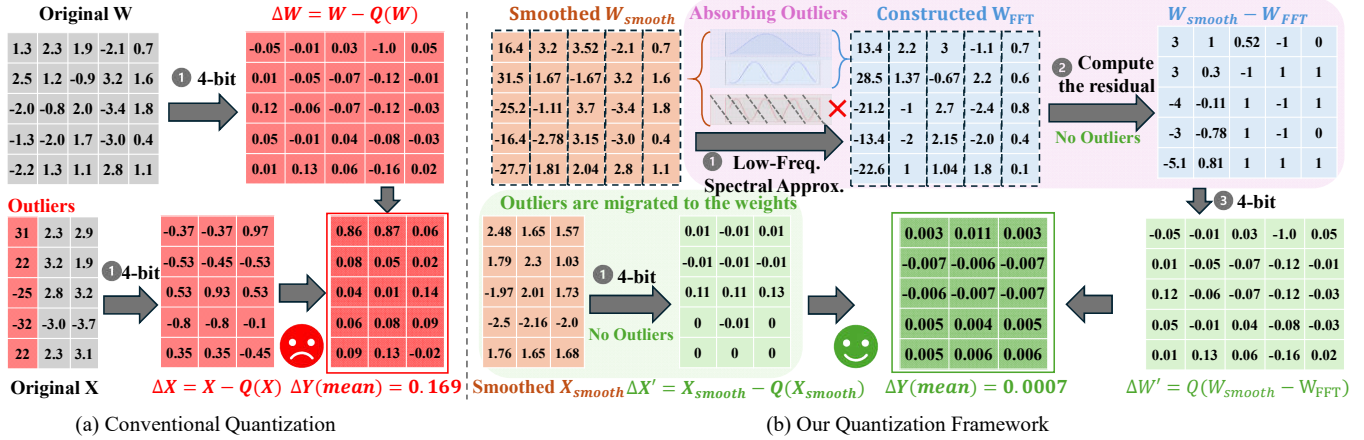 Original W
1.3 2.3 1.9 -2.1 0.7
2.5 1.2 -0.9 3.2 1.6
-2.0 -0.8 2.0 -3.4 1.8
-1.3 -2.0 1.7 -3.0 0.4
-2.2 1.3 1.1 2.8 1.1
1 4-bit
ΔW = W − Q(W)
-0.05 -0.01 0.03 -1.0 0.05
0.01 -0.05 -0.07 -0.12 -0.01
0.12 -0.06 -0.07 -0.12 -0.03
0.05 -0.01 0.04 -0.08 -0.03
0.01 0.13 0.06 -0.16 0.02
Outliers
31 2.3 2.9
22 3.2 1.9
-25 2.8 3.2
-32 -3.0 -3.7
22 2.3 3.1
Original X
1 4-bit
-0.37 -0.37 0.97
-0.53 -0.45 -0.53
0.53 0.93 0.53
-0.8 -0.8 -0.1
0.35 0.35 -0.45
ΔX = X − Q(X)
0.86 0.87 0.06
0.08 0.05 0.02
0.04 0.01 0.14
0.06 0.08 0.09
0.09 0.13 -0.02
ΔY(mean) = 0.169
(a) Conventional Quantization
Smoothed W_smooth
16.4 3.2 3.52 -2.1 0.7
31.5 1.67 -1.67 3.2 1.6
-25.2 -1.11 3.7 -3.4 1.8
-16.4 -2.78 3.15 -3.0 0.4
-27.7 1.81 2.04 2.8 1.1
Absorbing Outliers
1 Low-Freq.
Spectral Approx.
Constructed W_FFT
13.4 2.2 3 -1.1 0.7
28.5 1.37 -0.67 2.2 0.6
-21.2 -1 2.7 -2.4 0.8
-13.4 -2 2.15 -2.0 0.4
-22.6 1 1.04 1.8 0.1
2 Compute
the residual
No Outliers
W_smooth − W_FFT
3 1 0.52 -1 0
3 0.3 -1 1 1
-4 -0.11 1 -1 1
-3 -0.78 1 -1 0
-5.1 0.81 1 1 1
3 4-bit
Outliers are migrated to the weights
2.48 1.65 1.57
1.79 2.3 1.03
-1.97 2.01 1.73
-2.5 -2.16 -2.0
1.76 1.65 1.68
Smoothed X_smooth
1 4-bit
No Outliers
0.01 -0.01 0.01
-0.01 -0.01 -0.01
0.11 0.11 0.13
0 -0.01 0
0 0 0
ΔX′ = X_smooth − Q(X_smooth)
0.003 0.011 0.003
-0.007 -0.006 -0.007
-0.006 -0.007 -0.007
0.005 0.004 0.005
0.005 0.006 0.006
ΔY(mean) = 0.0007
-0.05 -0.01 0.03 -1.0 0.05
0.01 -0.05 -0.07 -0.12 -0.01
0.12 -0.06 -0.07 -0.12 -0.03
0.05 -0.01 0.04 -0.08 -0.03
0.01 0.13 0.06 -0.16 0.02
ΔW′ = Q(W_smooth − W_FFT)
(b) Our Quantization Framework